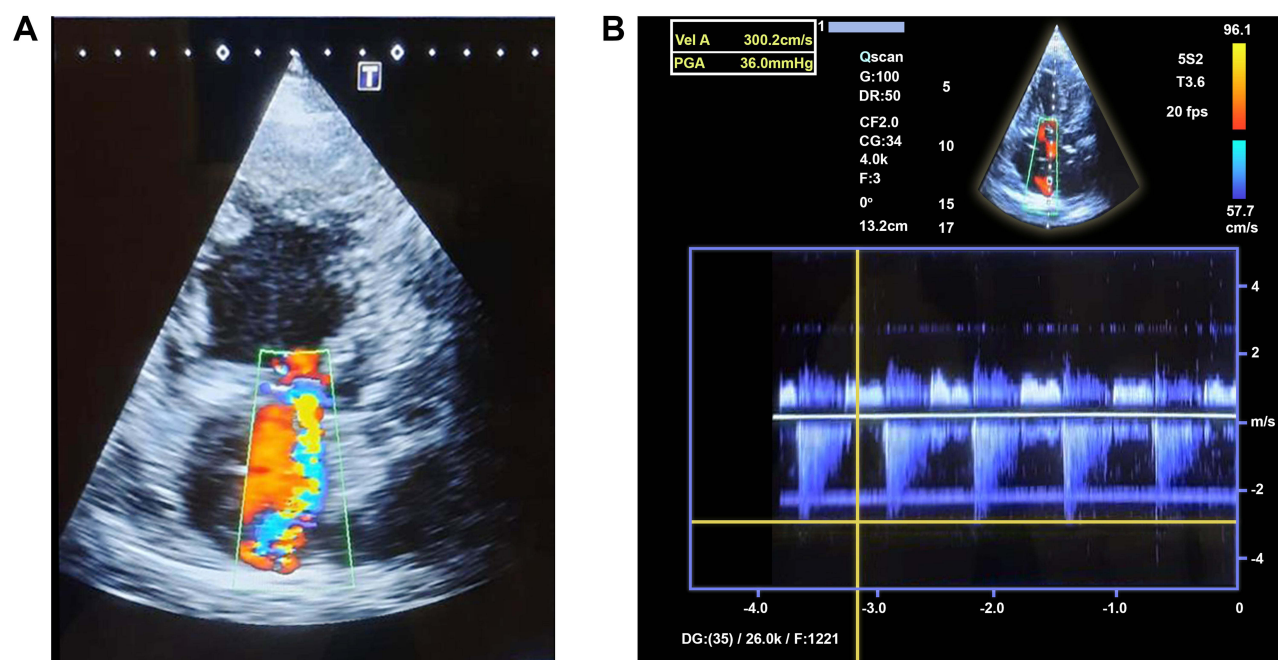 A
T
B
Vel A 300.2cm/s
PGA 36.0mmHg
1
Qscan
G:100
DR:50
CF2.0
CG:34
4.0k
F:3
0°
13.2cm
5
10
15
17
5S2
T3.6
20 fps
96.1
57.7
cm/s
4
2
m/s
-2
-4
-4.0 -3.0 -2.0 -1.0 0
DG:(35) / 26.0k / F:1221